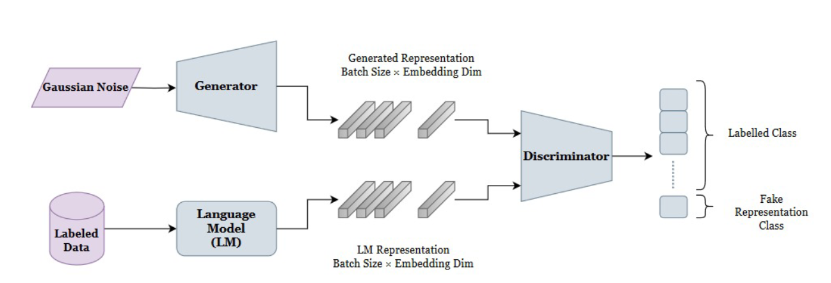 Gaussian Noise
Generator
Generated Representation
Batch Size × Embedding Dim
Labeled
Data
Language
Model
(LM)
LM Representation
Batch Size × Embedding Dim
Discriminator
Labelled Class
Fake
Representation
Class